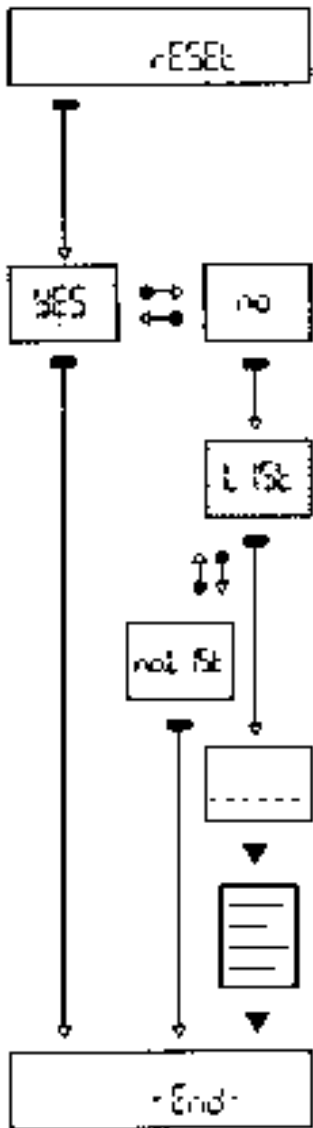 rESEt
YES
no
L ISt
noL ISt
-End-